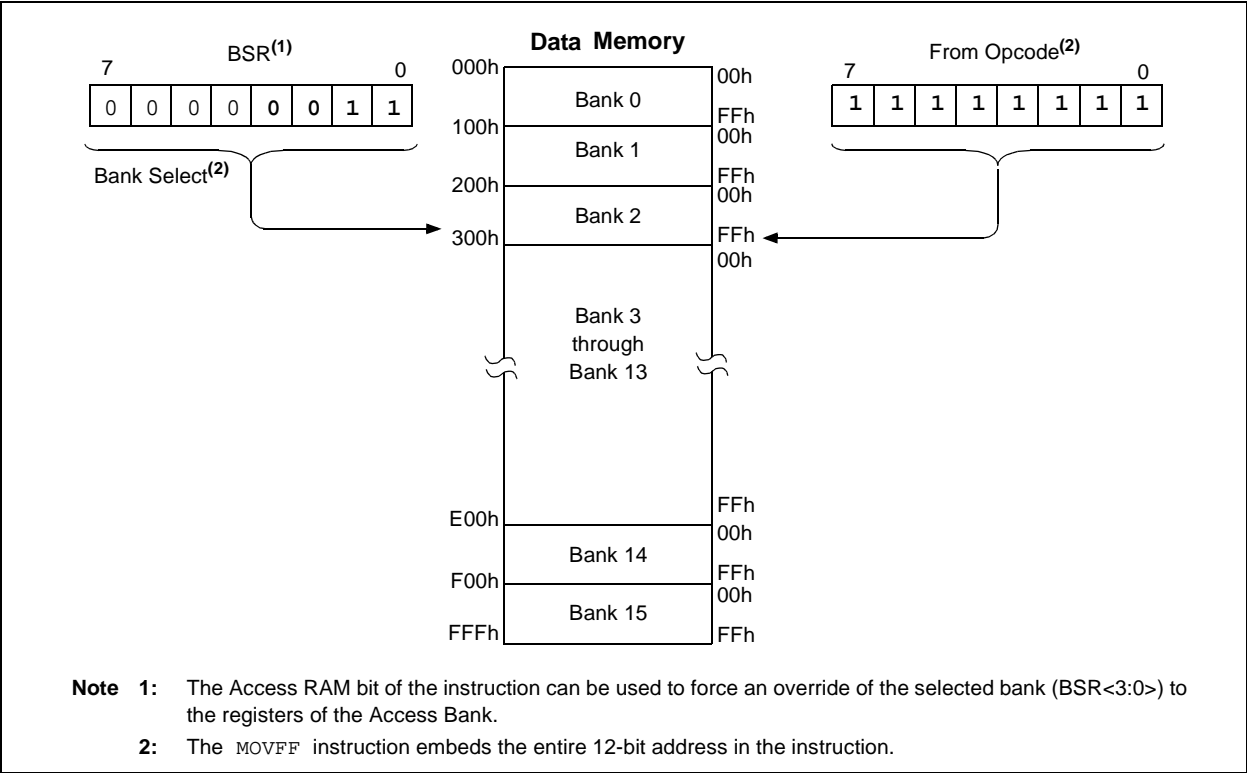 Data Memory
BSR(1)
7 0
0 0 0 0 0 0 1 1
Bank Select(2)
From Opcode(2)
7 0
1 1 1 1 1 1 1 1
000h
00h
Bank 0
FFh
100h
00h
Bank 1
FFh
200h
00h
Bank 2
FFh
300h
00h
Bank 3
through
Bank 13
FFh
E00h
00h
Bank 14
FFh
F00h
00h
Bank 15
FFFh
FFh
Note 1: The Access RAM bit of the instruction can be used to force an override of the selected bank (BSR<3:0>) to
the registers of the Access Bank.
2: The MOVFF instruction embeds the entire 12-bit address in the instruction.